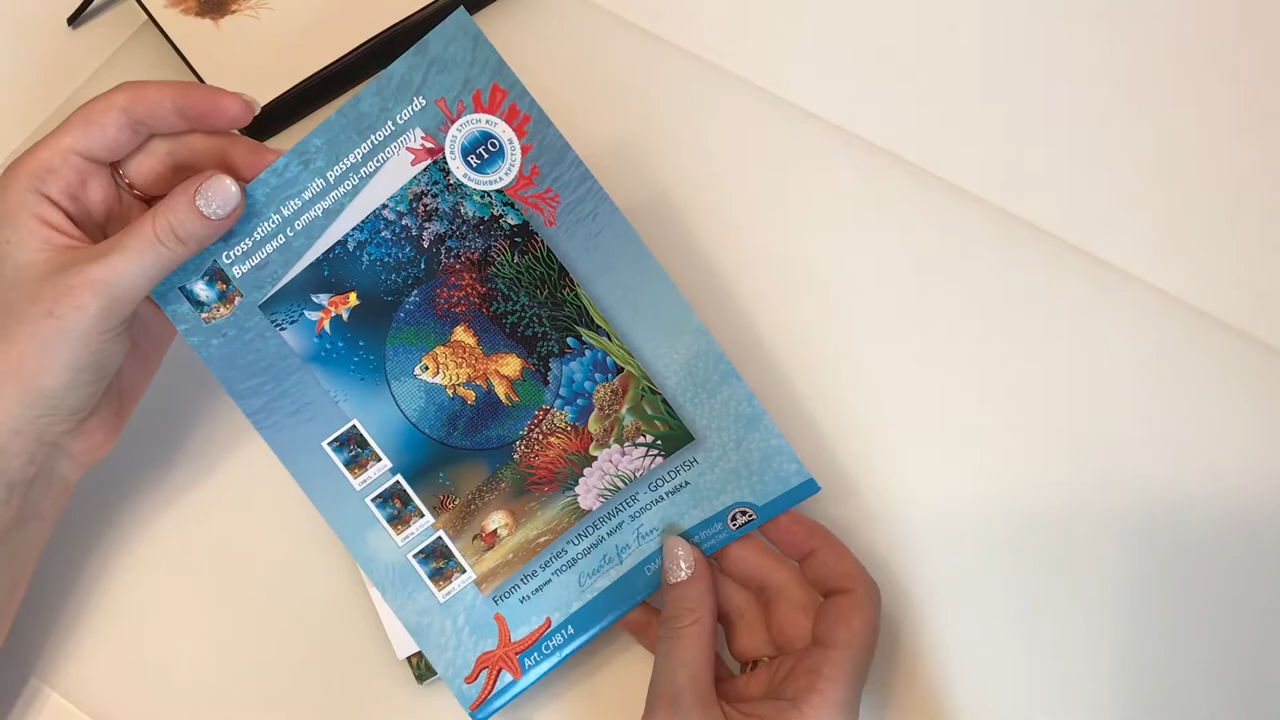 Cross-stitch kits with passepartout cards
Вышивка с открыткой-паспарту
CROSS STITCH KIT
RTO
ВЫШИВКА КРЕСТОМ
From the series "UNDERWATER" - GOLDFISH
Из серии "ПОДВОДНЫЙ МИР". ЗОЛОТАЯ РЫБКА
Create for Fun
Inside
DMC
Art. CH814